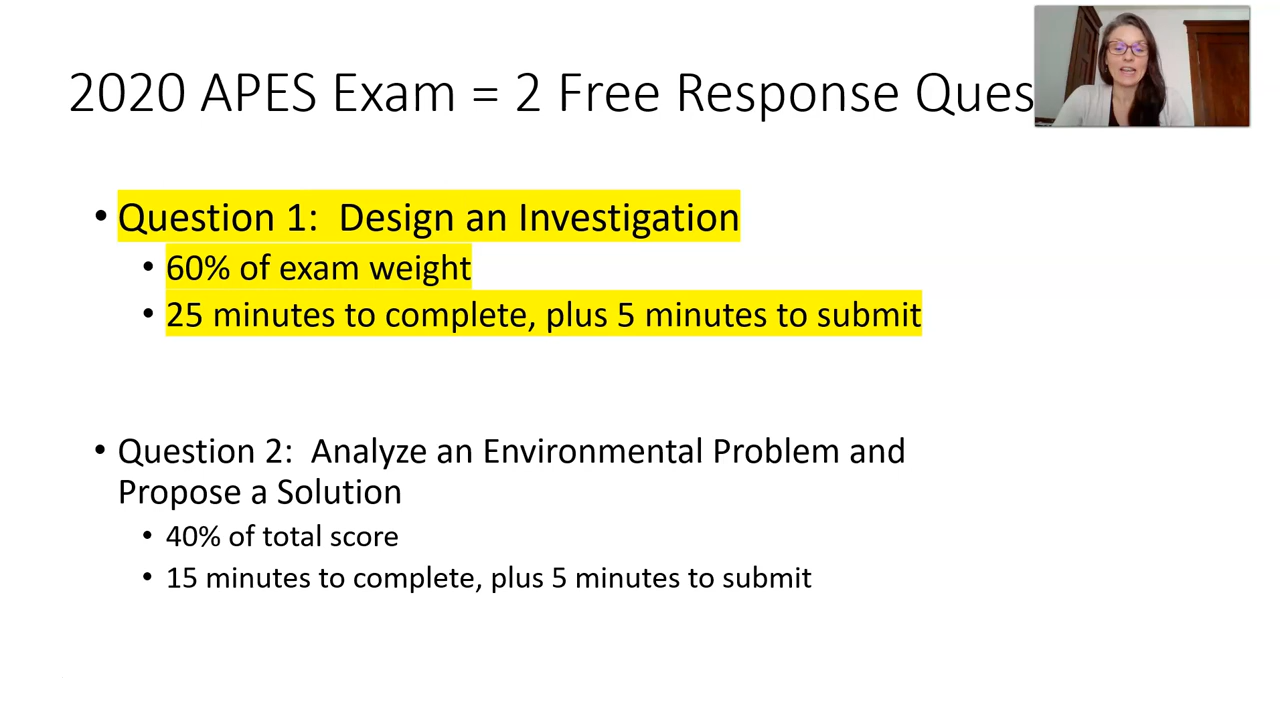 2020 APES Exam = 2 Free Response Ques
• Question 1: Design an Investigation
• 60% of exam weight
• 25 minutes to complete, plus 5 minutes to submit
• Question 2: Analyze an Environmental Problem and
Propose a Solution
• 40% of total score
• 15 minutes to complete, plus 5 minutes to submit